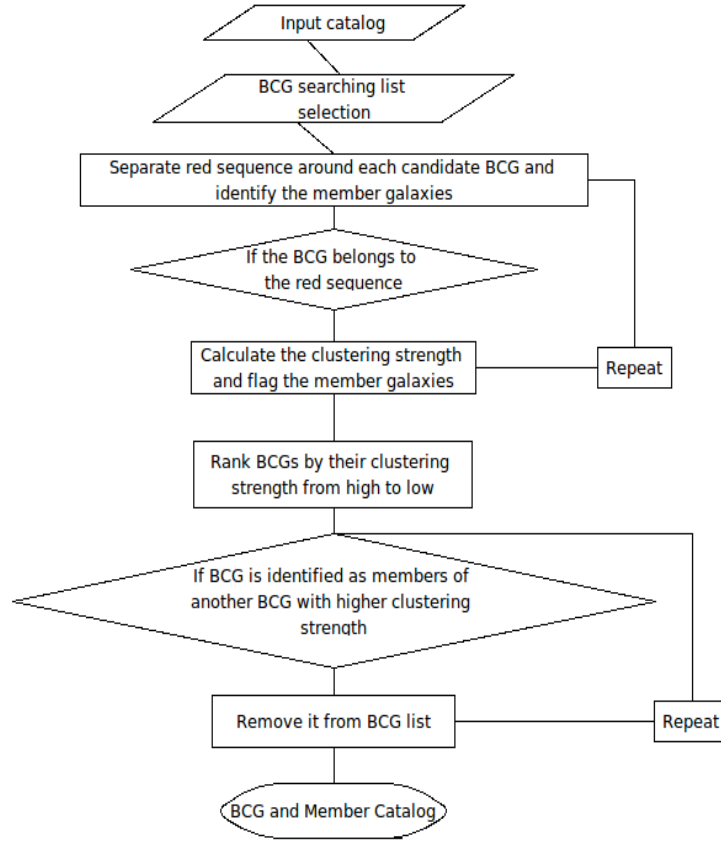 Input catalog
BCG searching list
selection
Separate red sequence around each candidate BCG and
identify the member galaxies
If the BCG belongs to
the red sequence
Calculate the clustering strength
and flag the member galaxies
Repeat
Rank BCGs by their clustering
strength from high to low
If BCG is identified as members of
another BCG with higher clustering
strength
Remove it from BCG list
Repeat
BCG and Member Catalog